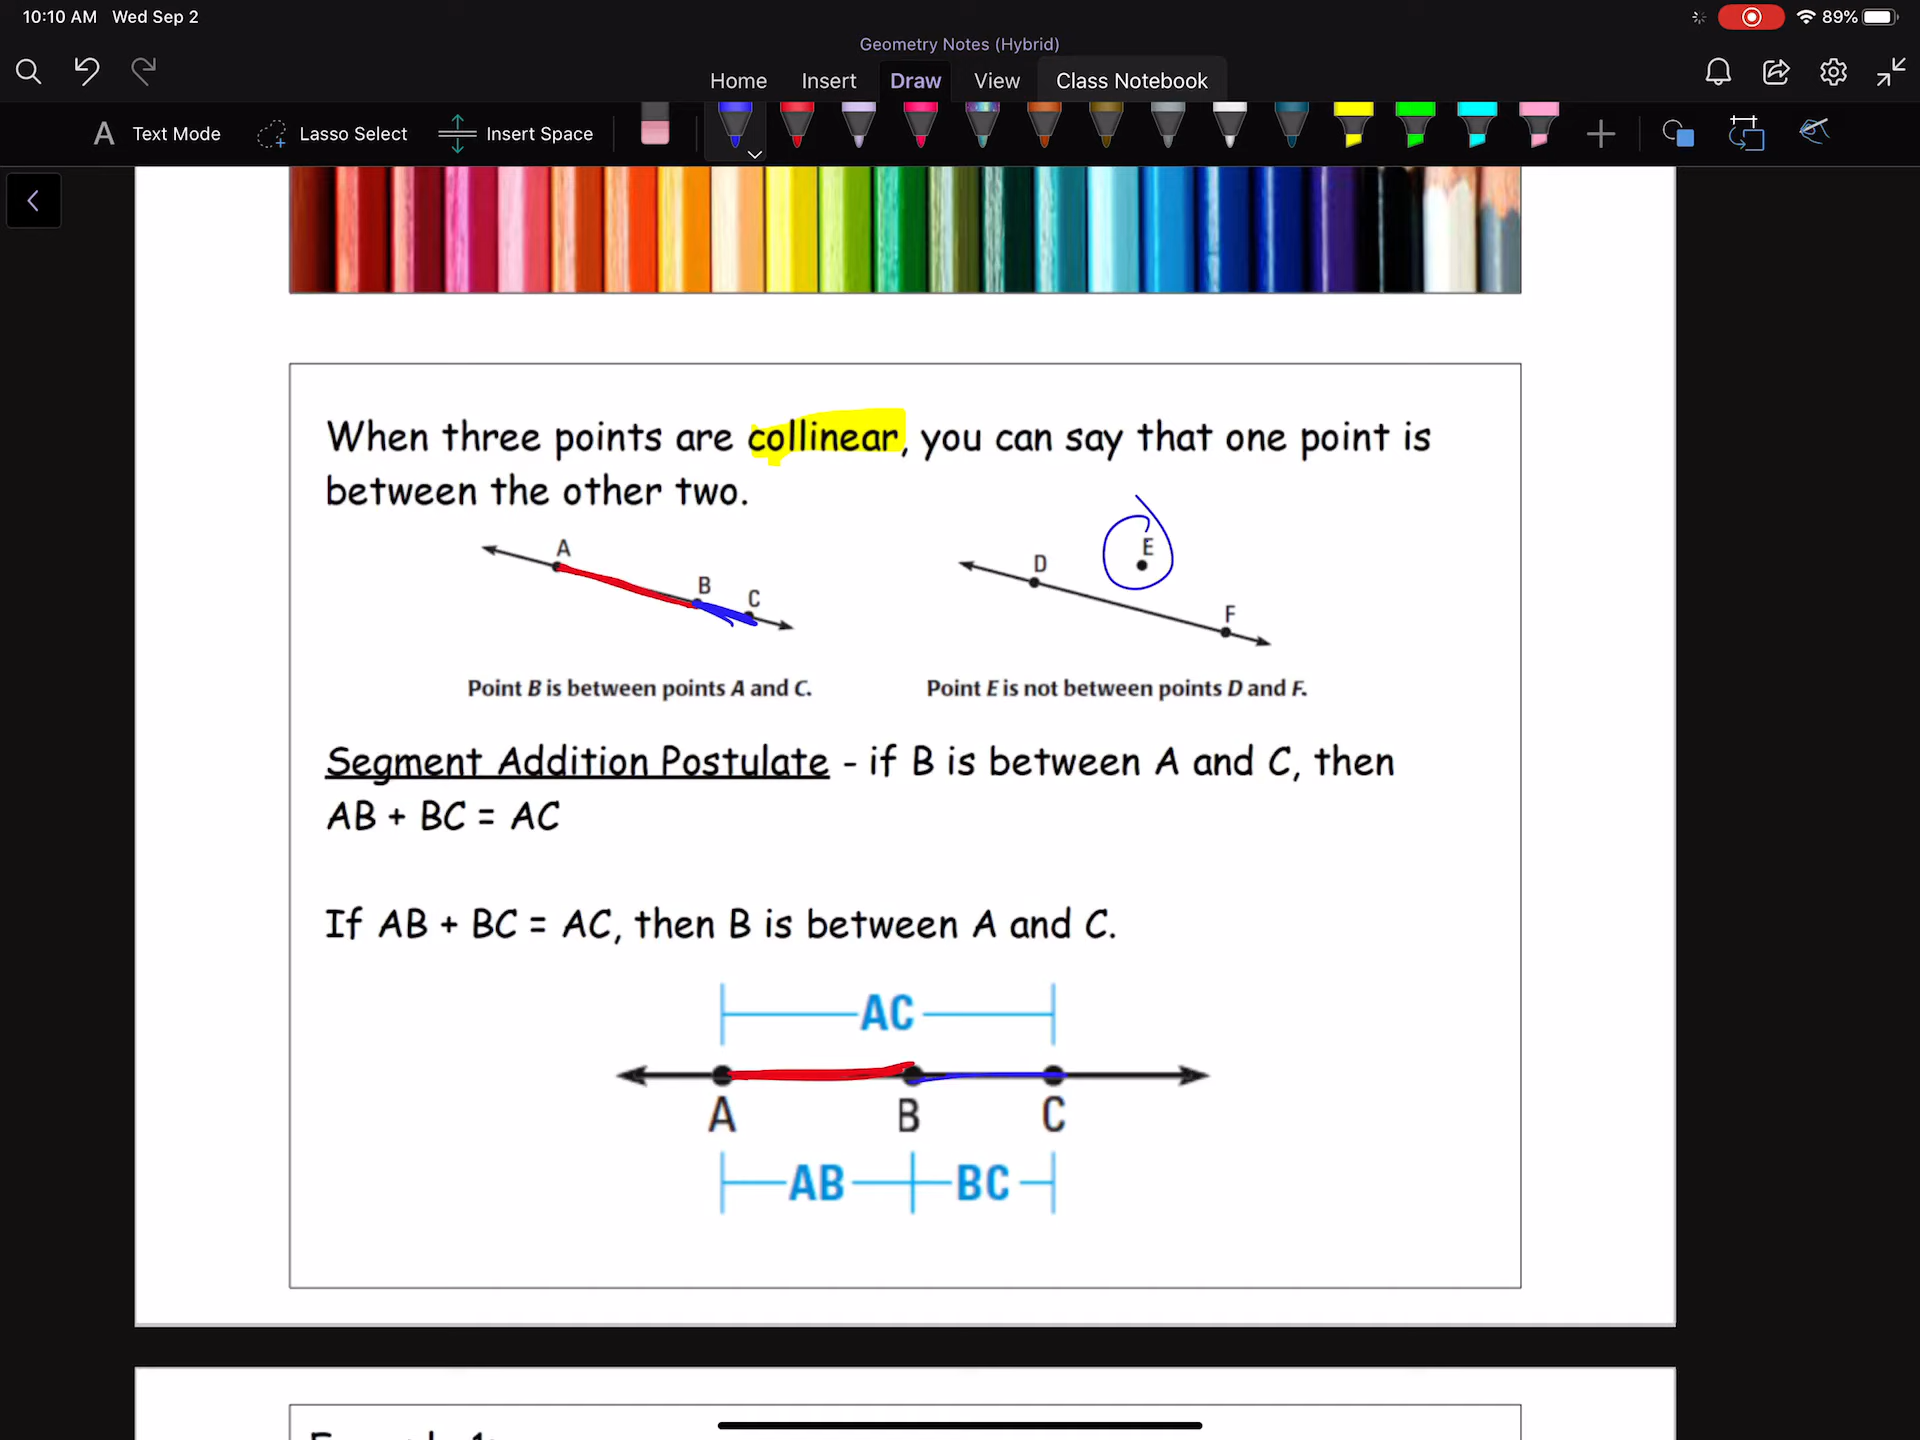 10:10 AM Wed Sep 2
89%
Geometry Notes (Hybrid)
Home Insert Draw View Class Notebook
A Text Mode Lasso Select Insert Space
When three points are collinear, you can say that one point is
between the other two.
A
B
C
D
E
F
Point B is between points A and C.
Point E is not between points D and F.
Segment Addition Postulate - if B is between A and C, then
AB + BC = AC
If AB + BC = AC, then B is between A and C.
AC
A B C
AB BC